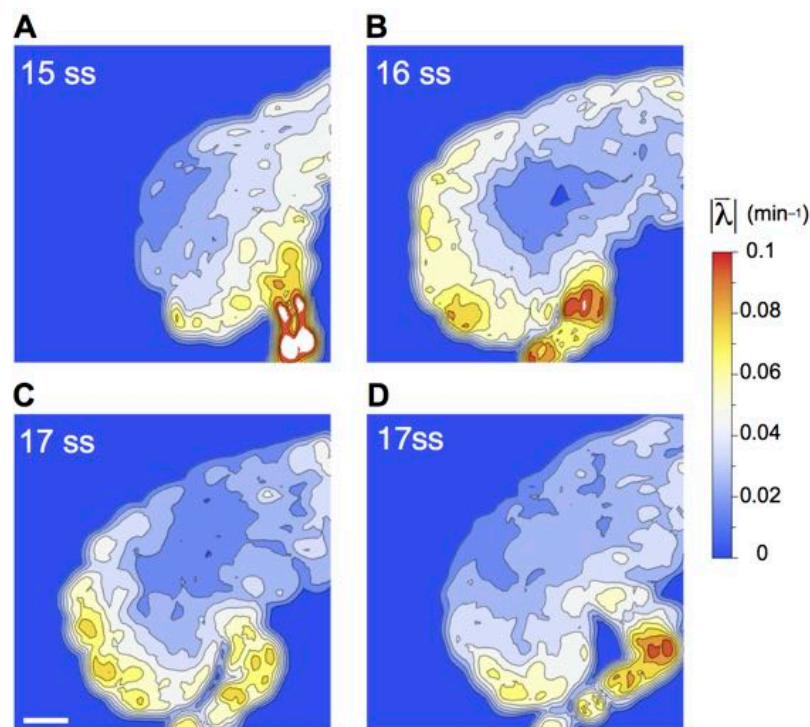 A
15 ss
B
16 ss
|λ̅| (min⁻¹)
0.1
0.08
0.06
0.04
0.02
0
C
17 ss
D
17ss